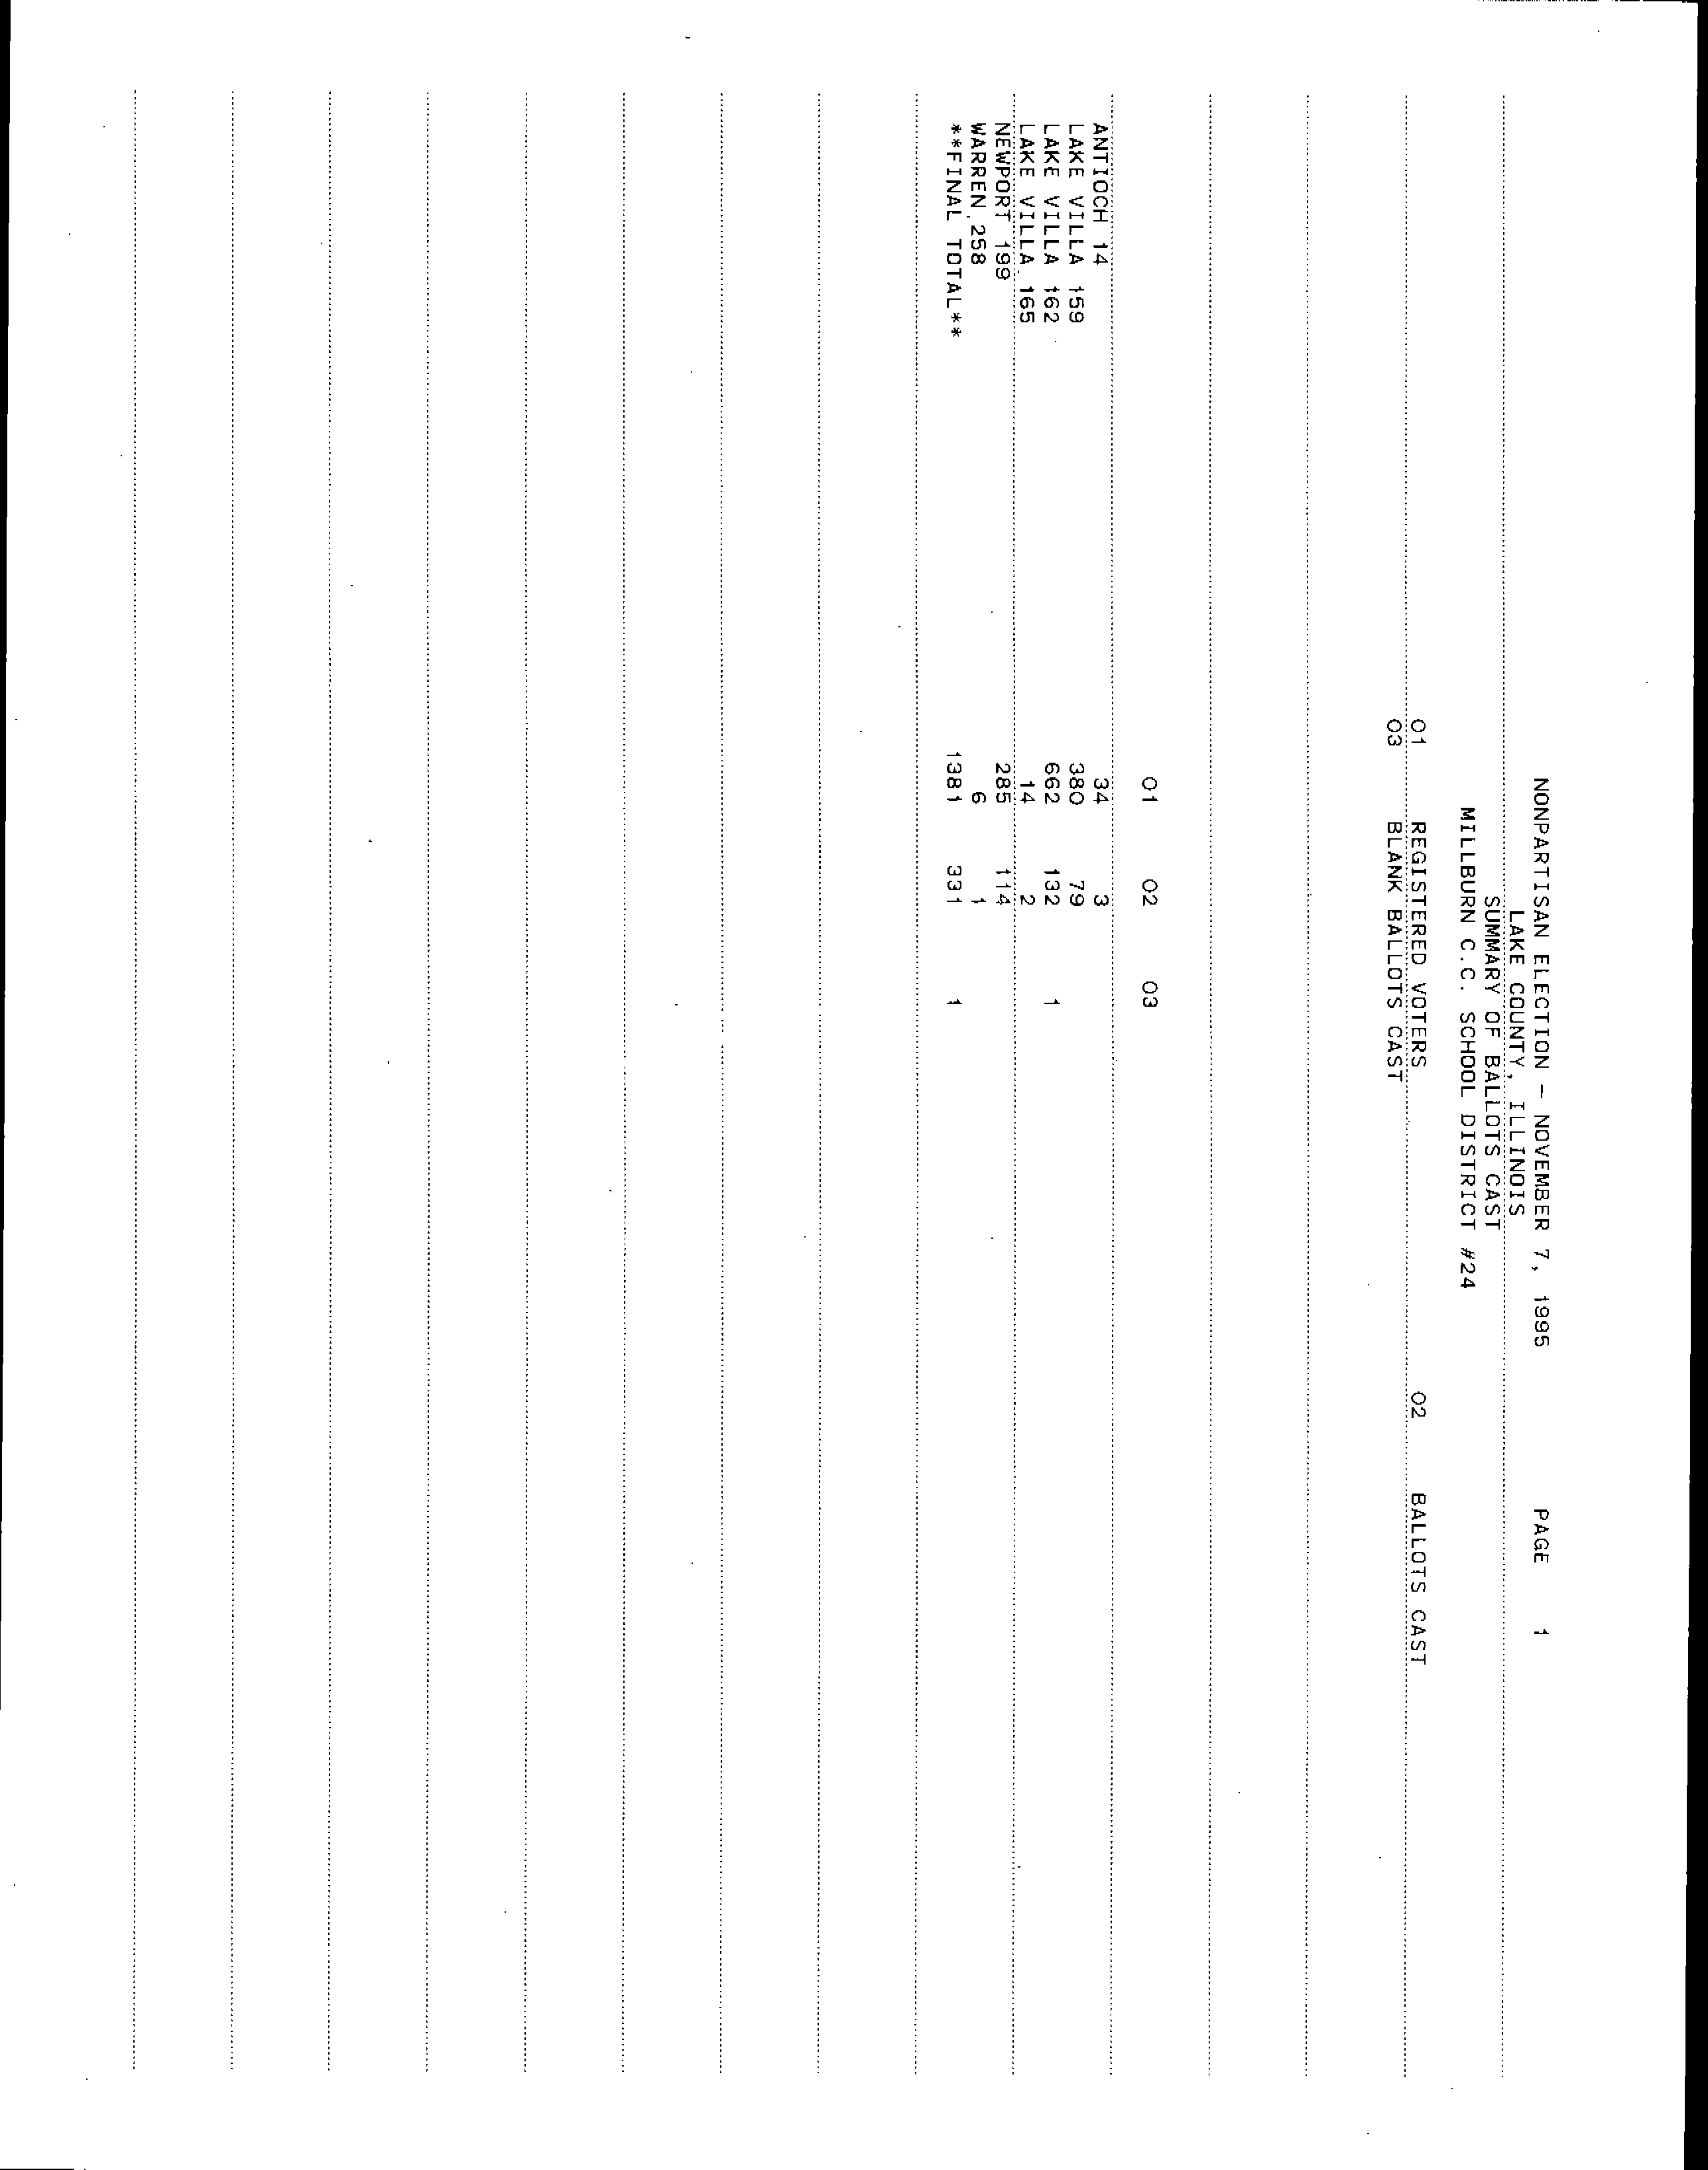 NONPARTISAN ELECTION - NOVEMBER 7, 1995 PAGE 1
LAKE COUNTY, ILLINOIS
SUMMARY OF BALLOTS CAST
MILLBURN C.C. SCHOOL DISTRICT #24
01 REGISTERED VOTERS 02 BALLOTS CAST
03 BLANK BALLOTS CAST
01 02 03
ANTIOCH 14 34 3
LAKE VILLA 159 380 79
LAKE VILLA 162 662 132 1
LAKE VILLA 165 14 2
NEWPORT 199 285 114
WARREN 258 6 1
**FINAL TOTAL** 1381 331 1